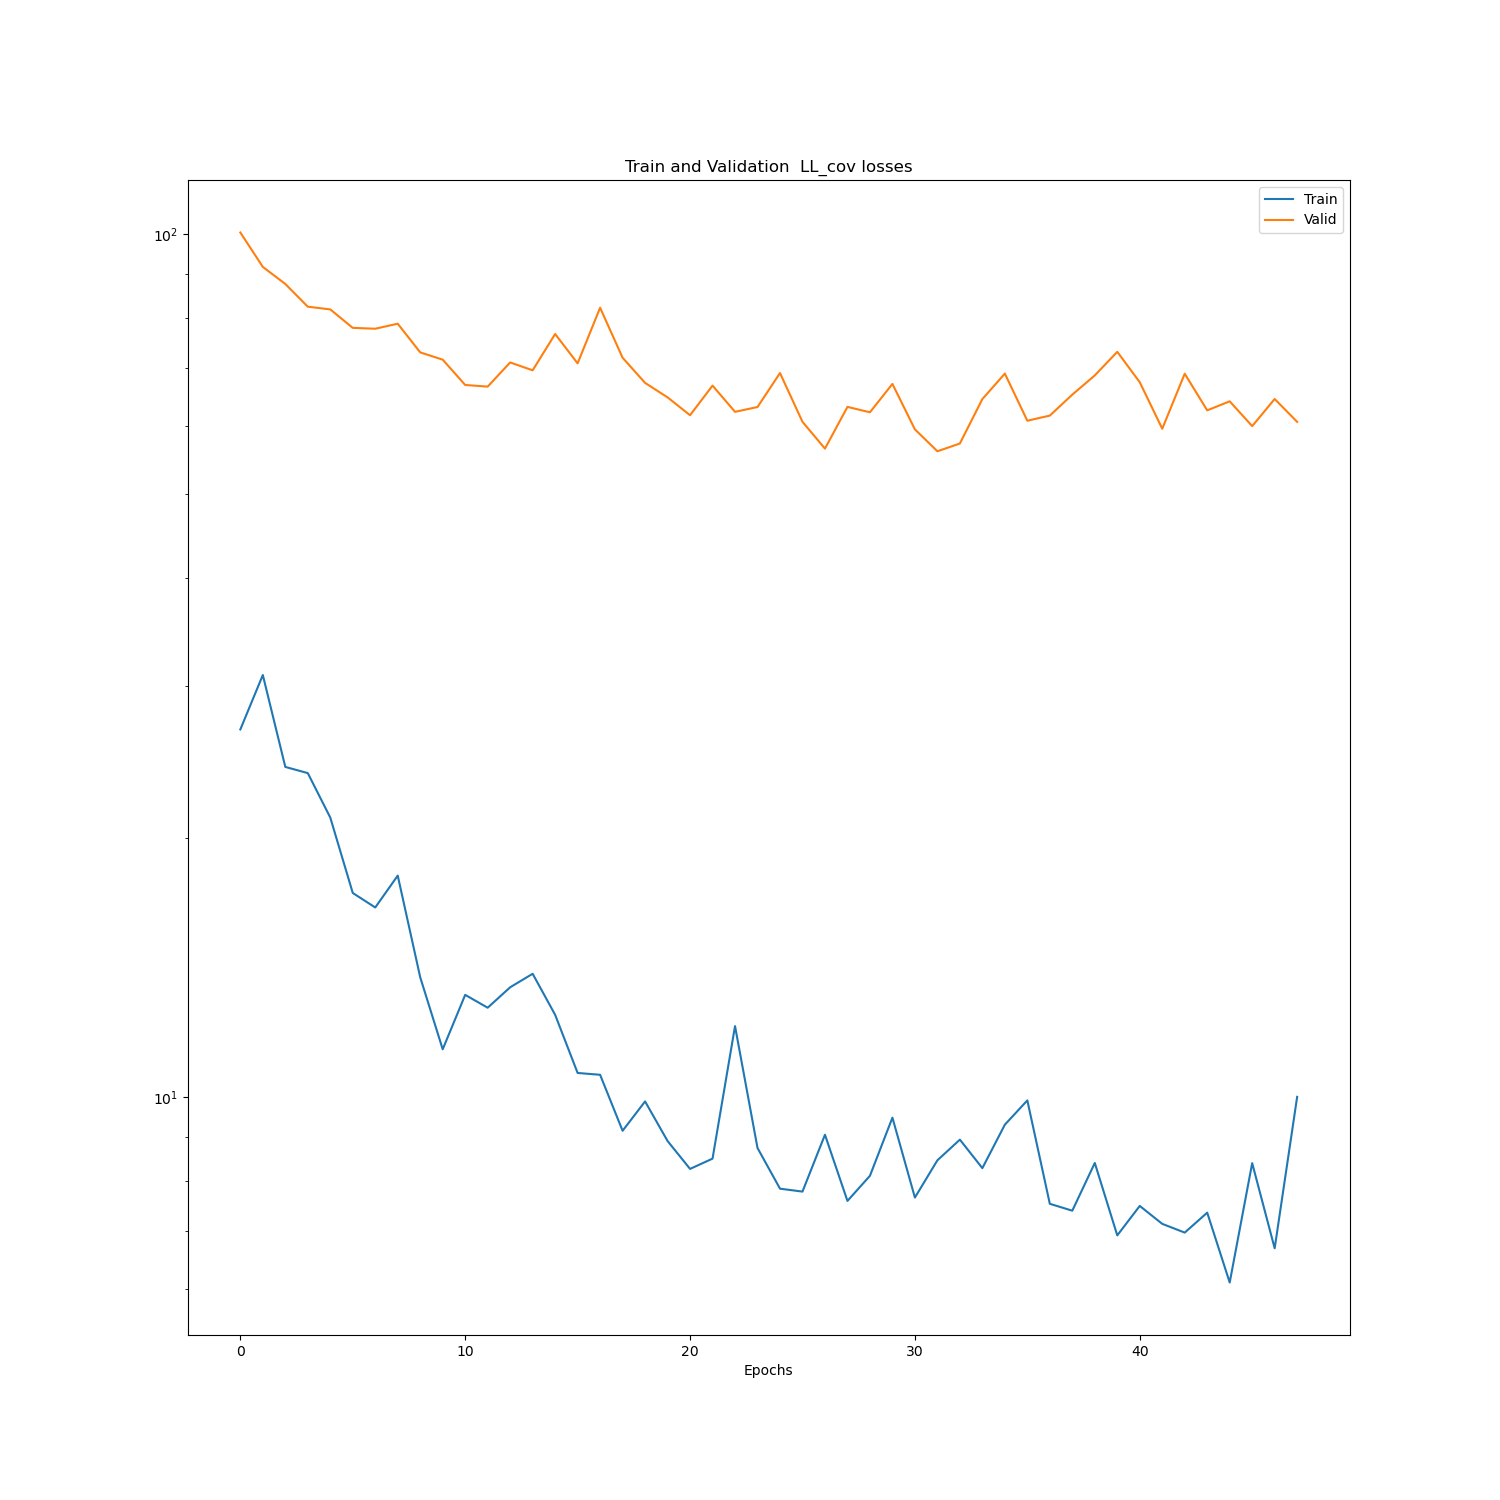 Train and Validation  LL_cov losses
Train
Valid
10²
10¹
0 10 20 30 40
Epochs